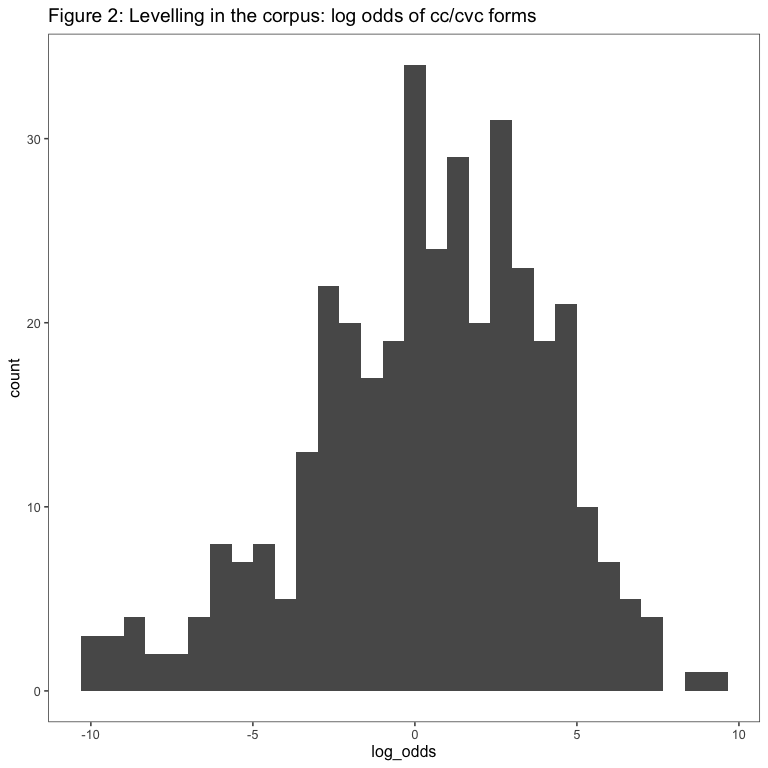 Figure 2: Levelling in the corpus: log odds of cc/cvc forms
30
20
10
0
count
-10 -5 0 5 10
log_odds